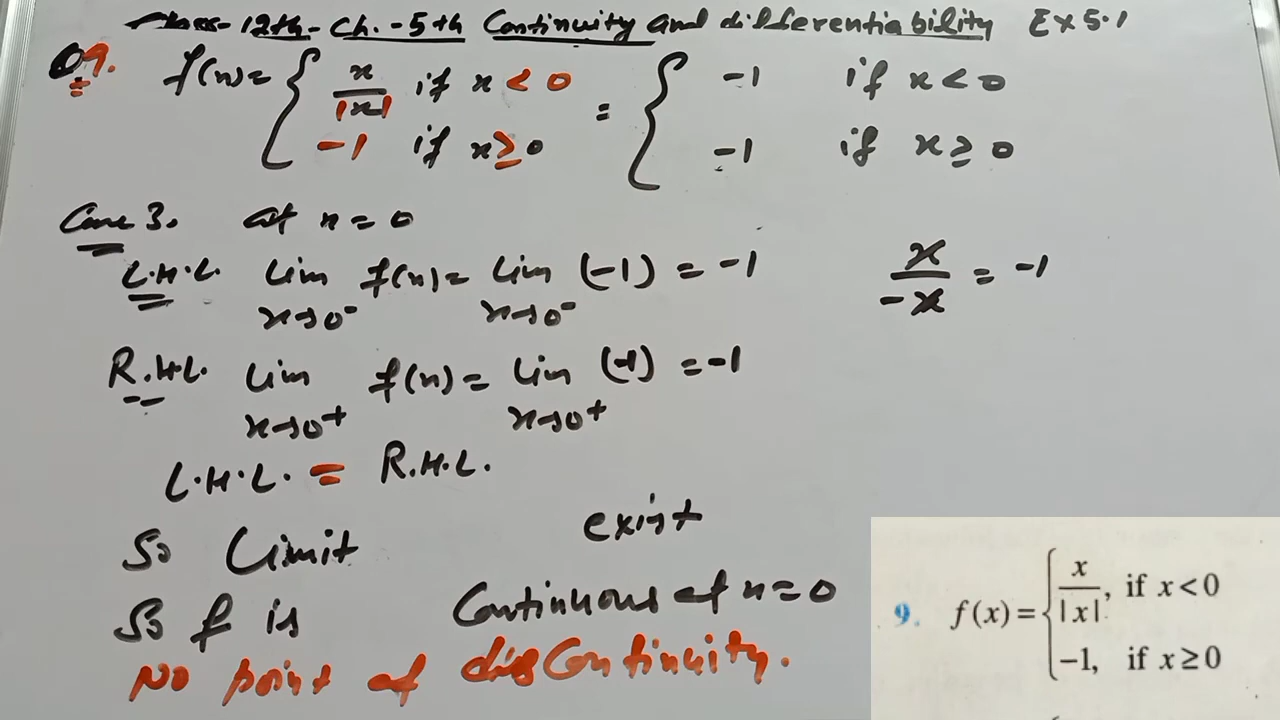 Class-12th-Ch.-5th Continuity and differentiability Ex 5.1
Q9. f(x)= { x/|x| if x < 0 = { -1 if x < 0
-1 if x ≥ 0 -1 if x ≥ 0
Case 3. at x = 0
L.H.L. lim x→0⁻ f(x) = lim x→0⁻ (-1) = -1 x/-x = -1
R.H.L. lim x→0⁺ f(x) = lim x→0⁺ (-1) = -1
L.H.L. = R.H.L.
So Limit exist
So f is Continuous at x = 0
No point of discontinuity.
9. f(x) = { x/|x|, if x < 0
-1, if x ≥ 0